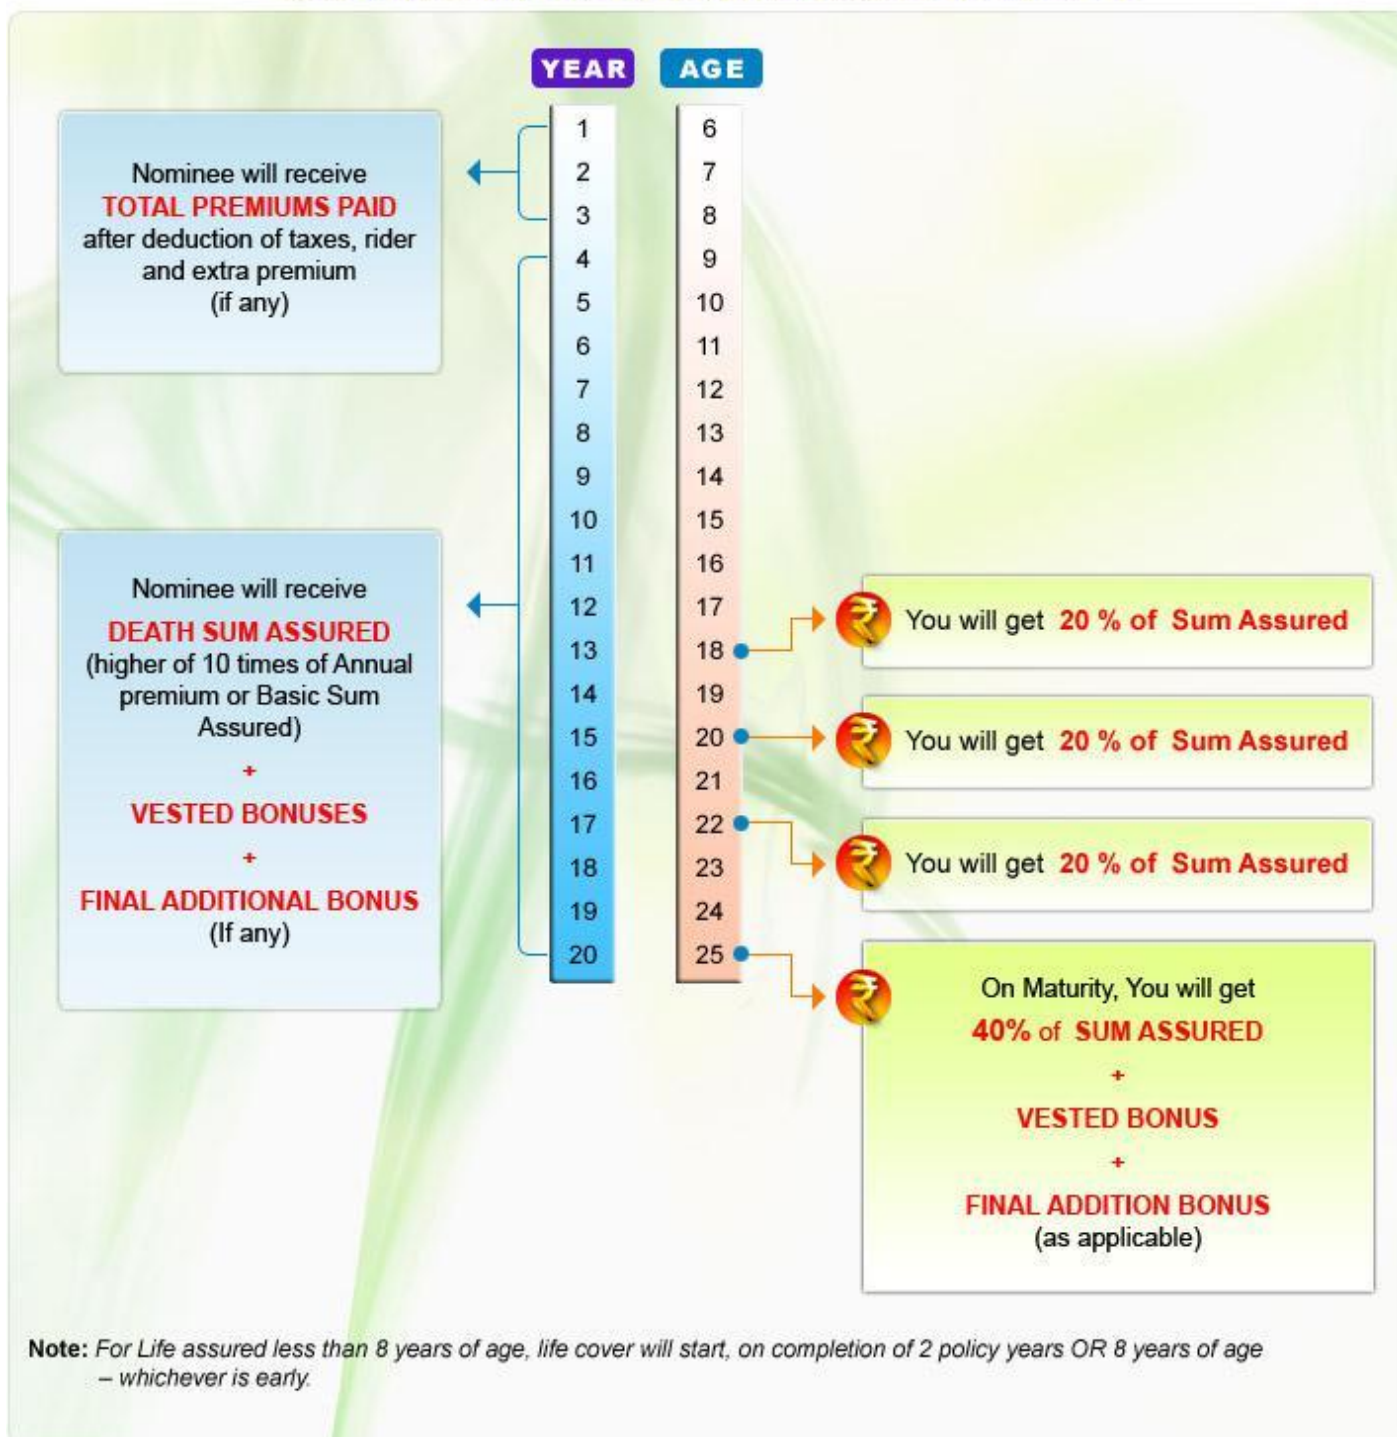 YEAR AGE
1 6
2 7
3 8
4 9
5 10
6 11
7 12
8 13
9 14
10 15
11 16
12 17
13 18
14 19
15 20
16 21
17 22
18 23
19 24
20 25
Nominee will receive
TOTAL PREMIUMS PAID
after deduction of taxes, rider
and extra premium
(if any)
Nominee will receive
DEATH SUM ASSURED
(higher of 10 times of Annual
premium or Basic Sum
Assured)
+
VESTED BONUSES
+
FINAL ADDITIONAL BONUS
(If any)
₹ You will get 20 % of Sum Assured
₹ You will get 20 % of Sum Assured
₹ You will get 20 % of Sum Assured
₹ On Maturity, You will get
40% of SUM ASSURED
+
VESTED BONUS
+
FINAL ADDITION BONUS
(as applicable)
Note: For Life assured less than 8 years of age, life cover will start, on completion of 2 policy years OR 8 years of age
– whichever is early.